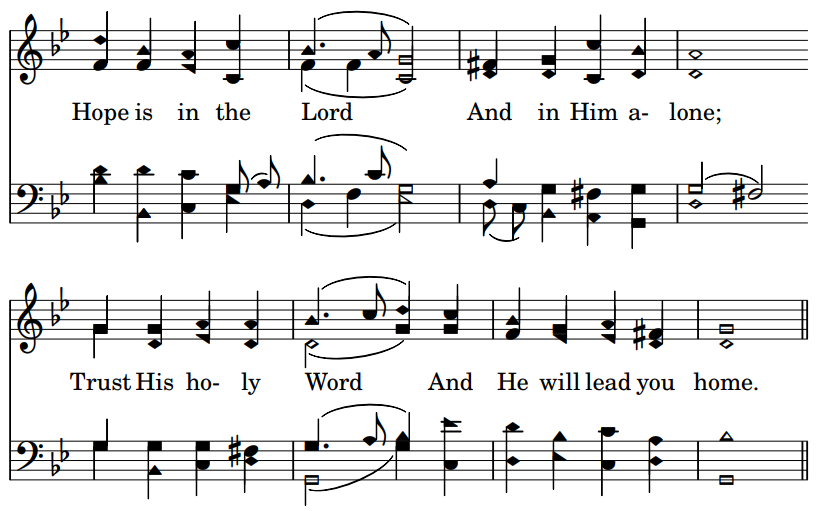 Hope is in the Lord And in Him a- lone;
Trust His ho- ly Word And He will lead you home.